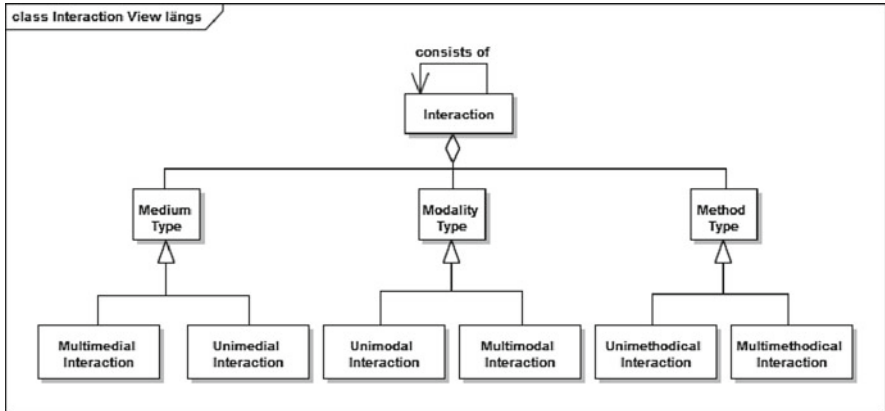 class Interaction View längs
consists of
Interaction
Medium
Type
Modality
Type
Method
Type
Multimedial
Interaction
Unimedial
Interaction
Unimodal
Interaction
Multimodal
Interaction
Unimethodical
Interaction
Multimethodical
Interaction